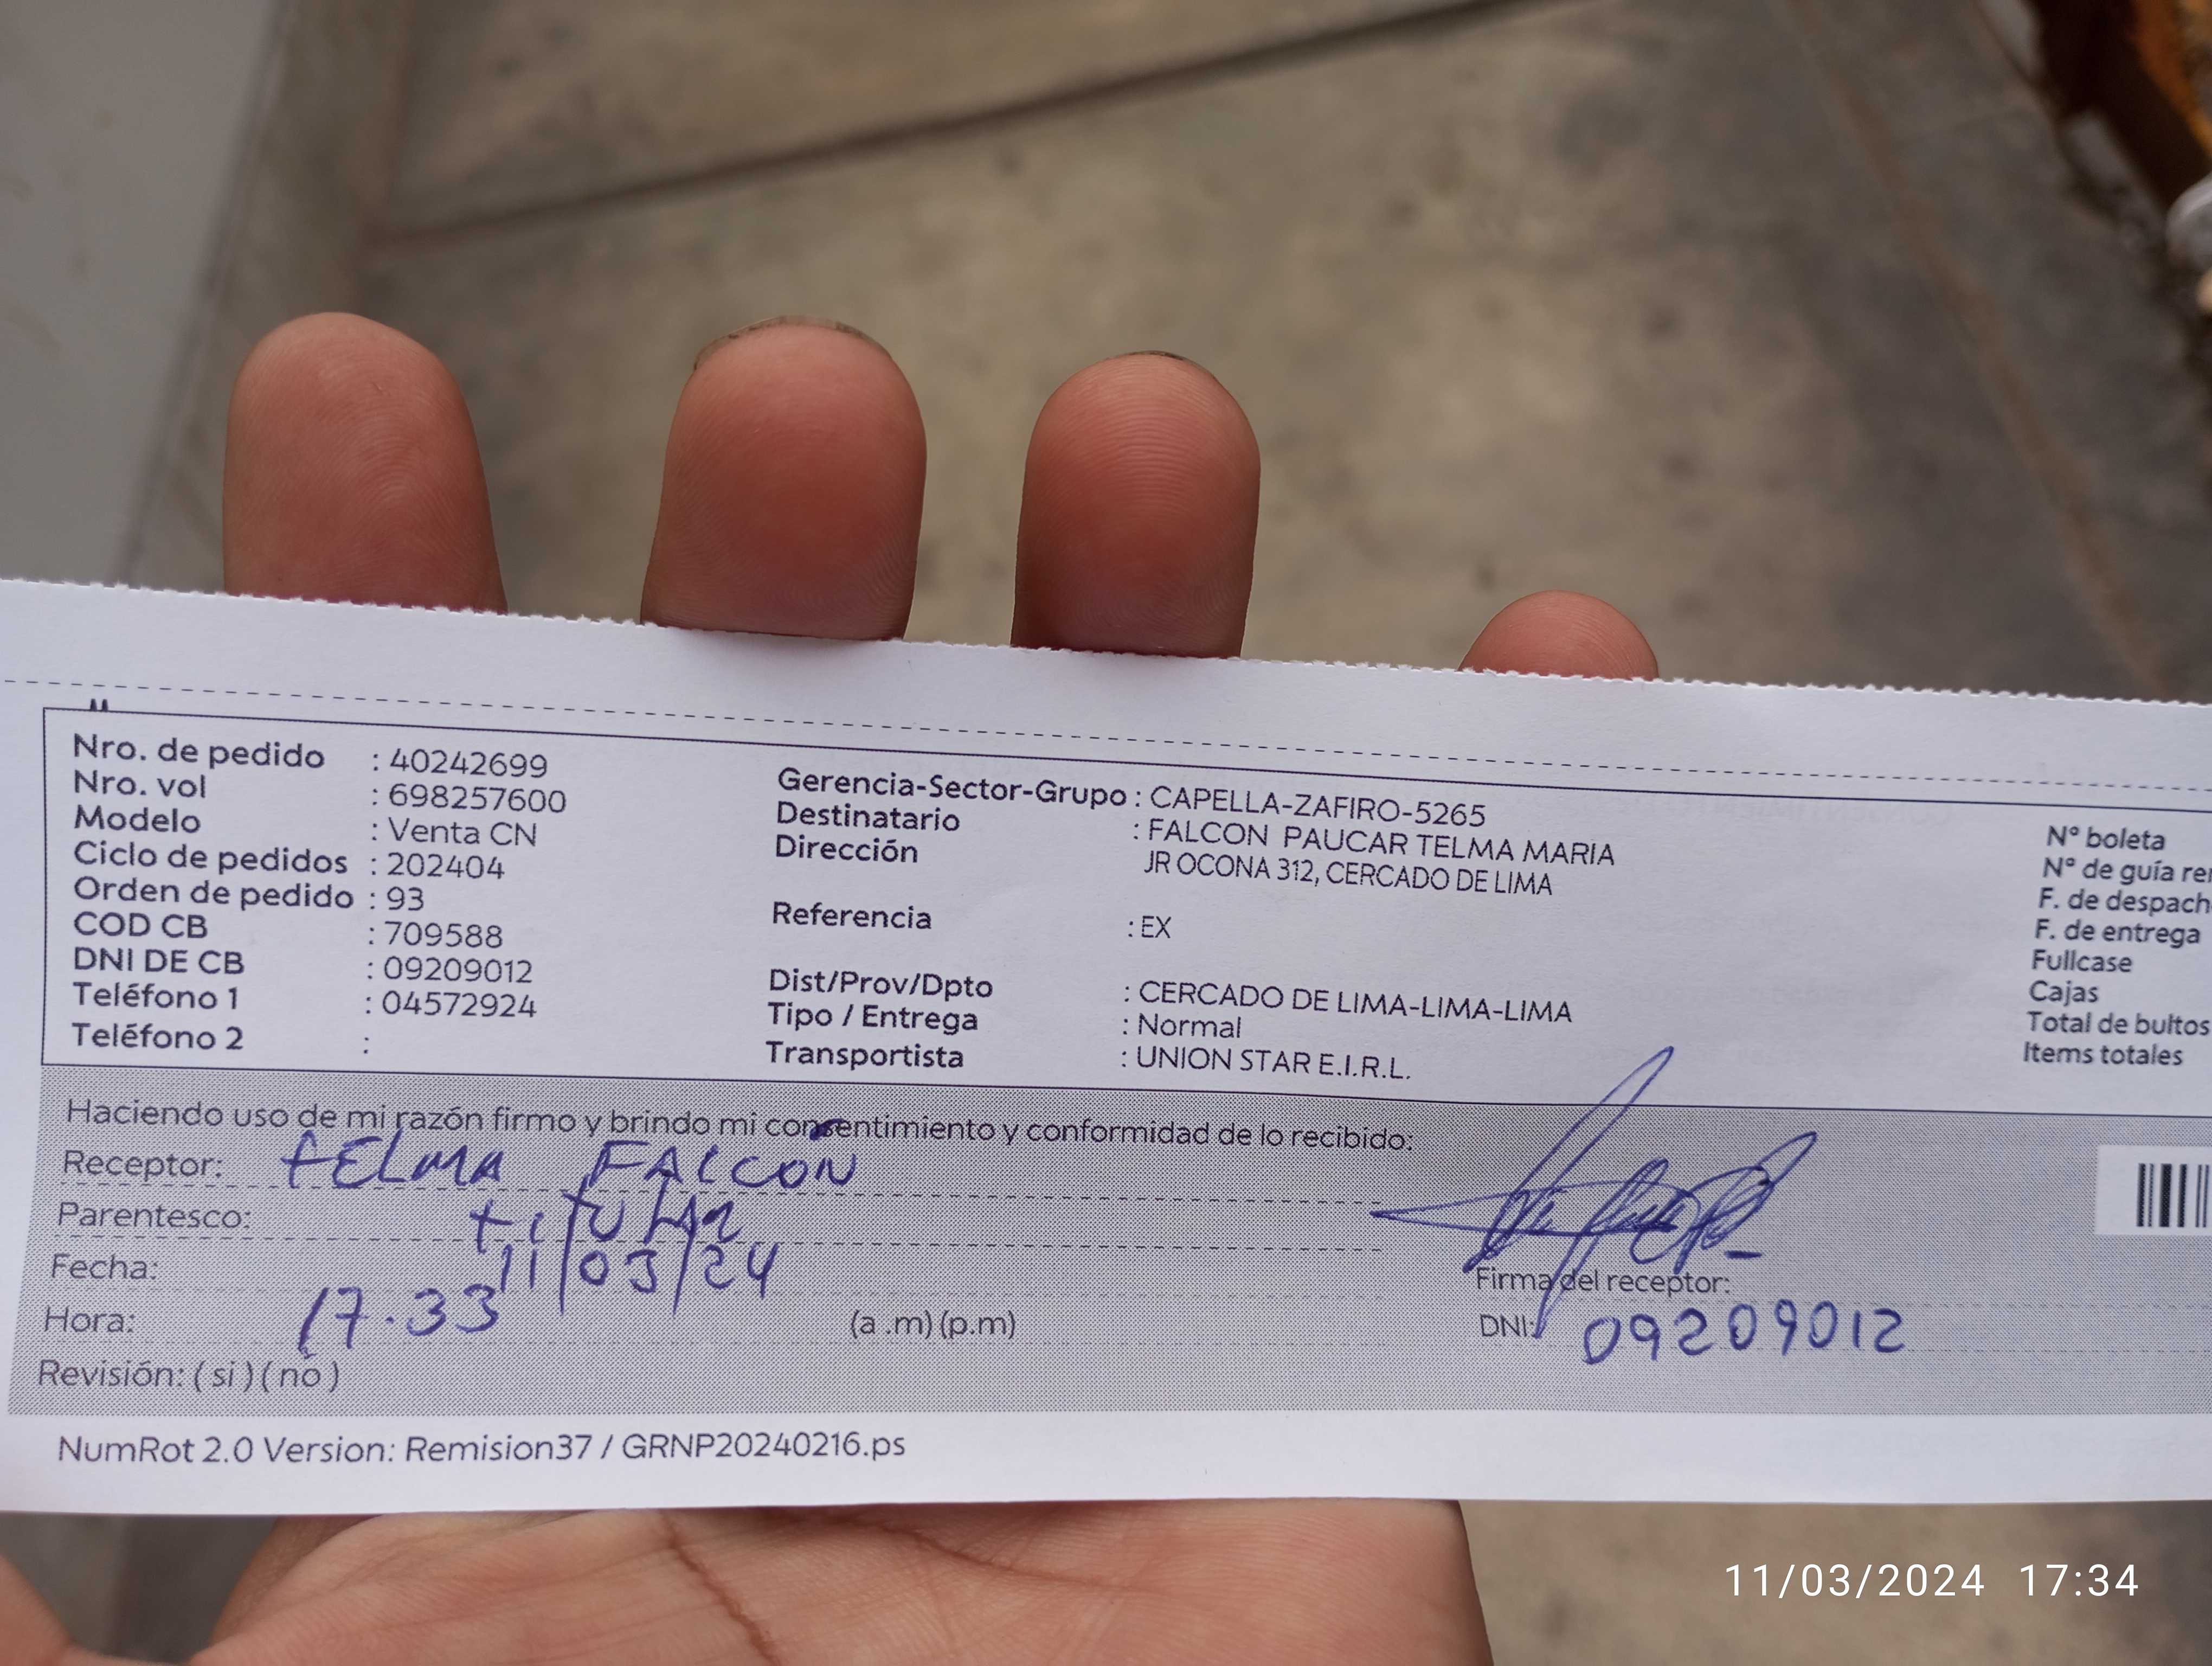 Nro. de pedido : 40242699
Nro. vol : 698257600
Modelo : Venta CN
Ciclo de pedidos : 202404
Orden de pedido : 93
COD CB : 709588
DNI DE CB : 09209012
Teléfono 1 : 04572924
Teléfono 2 :
Gerencia-Sector-Grupo : CAPELLA-ZAFIRO-5265
Destinatario : FALCON PAUCAR TELMA MARIA
Dirección JR OCONA 312, CERCADO DE LIMA
Referencia : EX
Dist/Prov/Dpto : CERCADO DE LIMA-LIMA-LIMA
Tipo / Entrega : Normal
Transportista : UNION STAR E.I.R.L.
N° boleta
N° de guía rem
F. de despach
F. de entrega
Fullcase
Cajas
Total de bultos
Items totales
Haciendo uso de mi razón firmo y brindo mi consentimiento y conformidad de lo recibido:
Receptor: tELMA FALCON
Parentesco: titULAR
Fecha: 11/03/24
Hora: 17.33 (a .m) (p.m)
Revisión: ( si ) ( no )
Firma del receptor:
DNI: 09209012
NumRot 2.0 Version: Remision37 / GRNP20240216.ps
11/03/2024 17:34